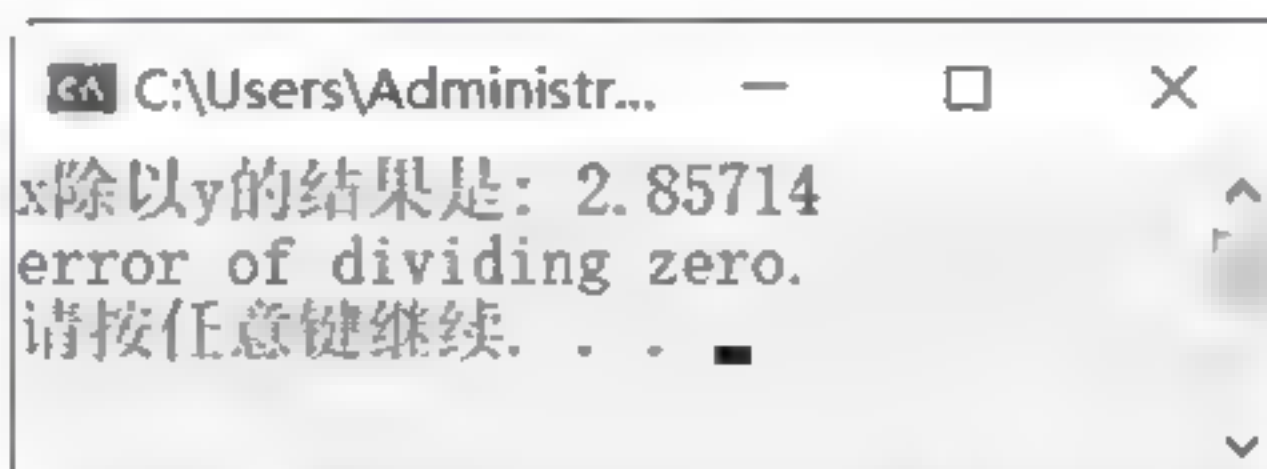 C:\Users\Administr...
x除以y的结果是: 2.85714
error of dividing zero.
请按任意键继续. . .